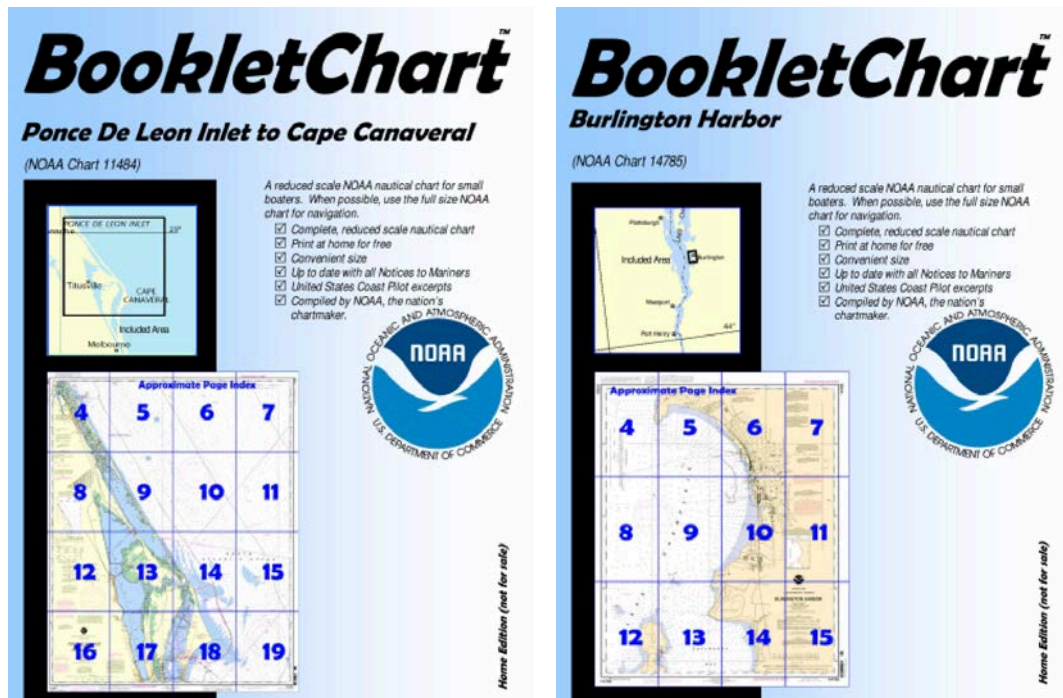 BookletChart™
Ponce De Leon Inlet to Cape Canaveral
(NOAA Chart 11484)
A reduced scale NOAA nautical chart for small
boaters. When possible, use the full size NOAA
chart for navigation.
☑ Complete, reduced scale nautical chart
☑ Print at home for free
☑ Convenient size
☑ Up to date with all Notices to Mariners
☑ United States Coast Pilot excerpts
☑ Compiled by NOAA, the nation's
chartmaker.
PONCE DE LEON INLET
Titusville
CAPE
CANAVERAL
Included Area
Melbourne
NATIONAL OCEANIC AND ATMOSPHERIC ADMINISTRATION
NOAA
U.S. DEPARTMENT OF COMMERCE
Approximate Page Index
4 5 6 7
8 9 10 11
12 13 14 15
16 17 18 19
Home Edition (not for sale)
BookletChart™
Burlington Harbor
(NOAA Chart 14785)
A reduced scale NOAA nautical chart for small
boaters. When possible, use the full size NOAA
chart for navigation.
☑ Complete, reduced scale nautical chart
☑ Print at home for free
☑ Convenient size
☑ Up to date with all Notices to Mariners
☑ United States Coast Pilot excerpts
☑ Compiled by NOAA, the nation's
chartmaker.
Plattsburgh
Included Area
Burlington
Westport
Port Henry
44°
NATIONAL OCEANIC AND ATMOSPHERIC ADMINISTRATION
NOAA
U.S. DEPARTMENT OF COMMERCE
Approximate Page Index
4 5 6 7
8 9 10 11
BURLINGTON HARBOR
12 13 14 15
Home Edition (not for sale)